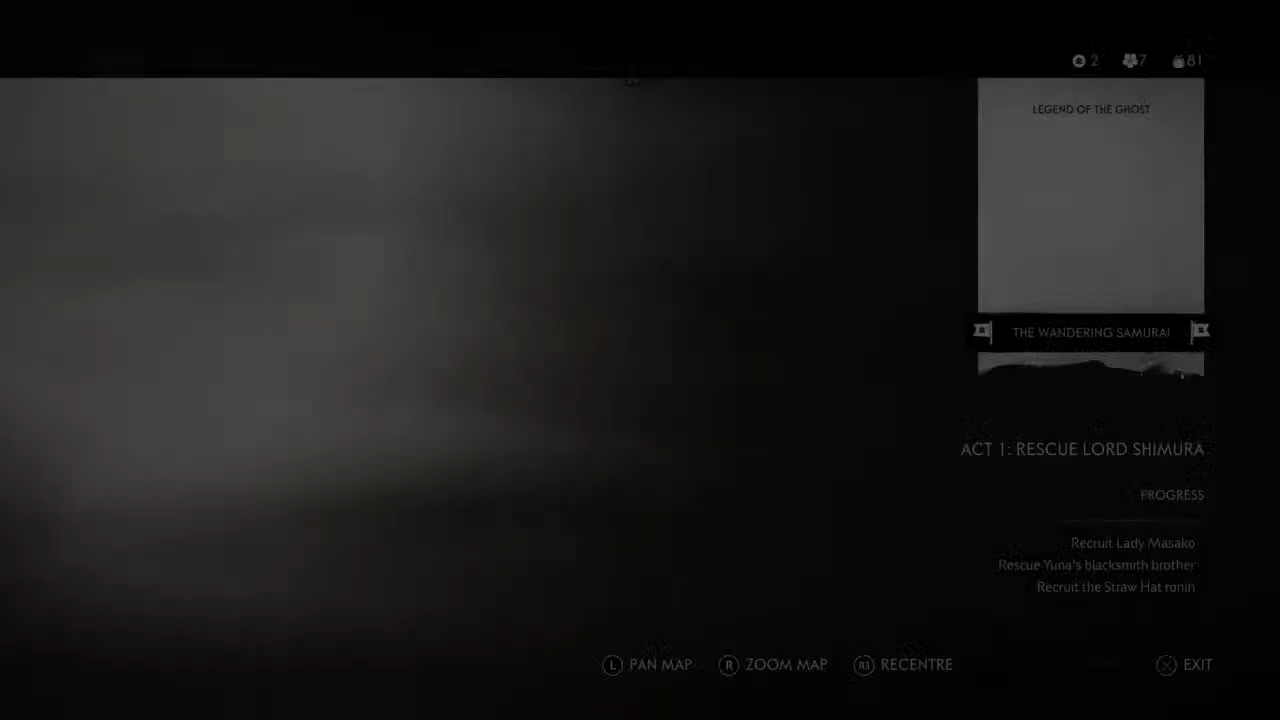 2 7 81
LEGEND OF THE GHOST
THE WANDERING SAMURAI
ACT 1: RESCUE LORD SHIMURA
PROGRESS
Recruit Lady Masako
Rescue Yuna's blacksmith brother
Recruit the Straw Hat ronin
L PAN MAP R ZOOM MAP R3 RECENTRE EXIT